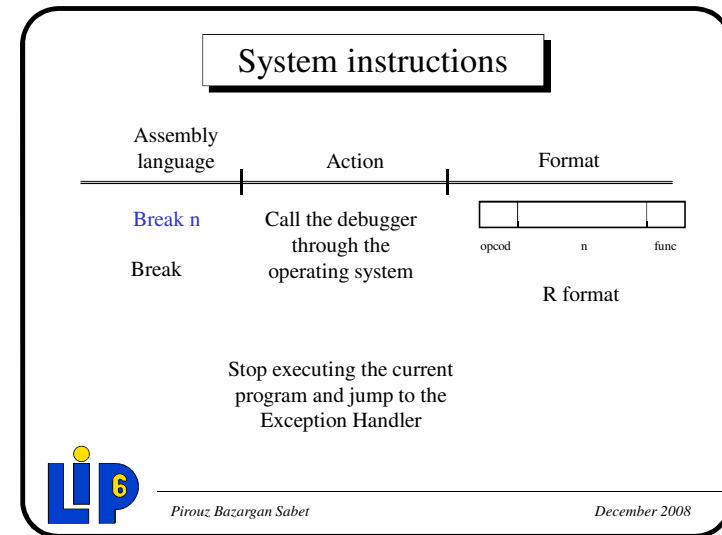 System instructions
Assembly language
Action
Format
Break n
Break
Call the debugger
through the
operating system
opcod n func
R format
Stop executing the current
program and jump to the
Exception Handler
LIP6
Pirouz Bazargan Sabet
December 2008